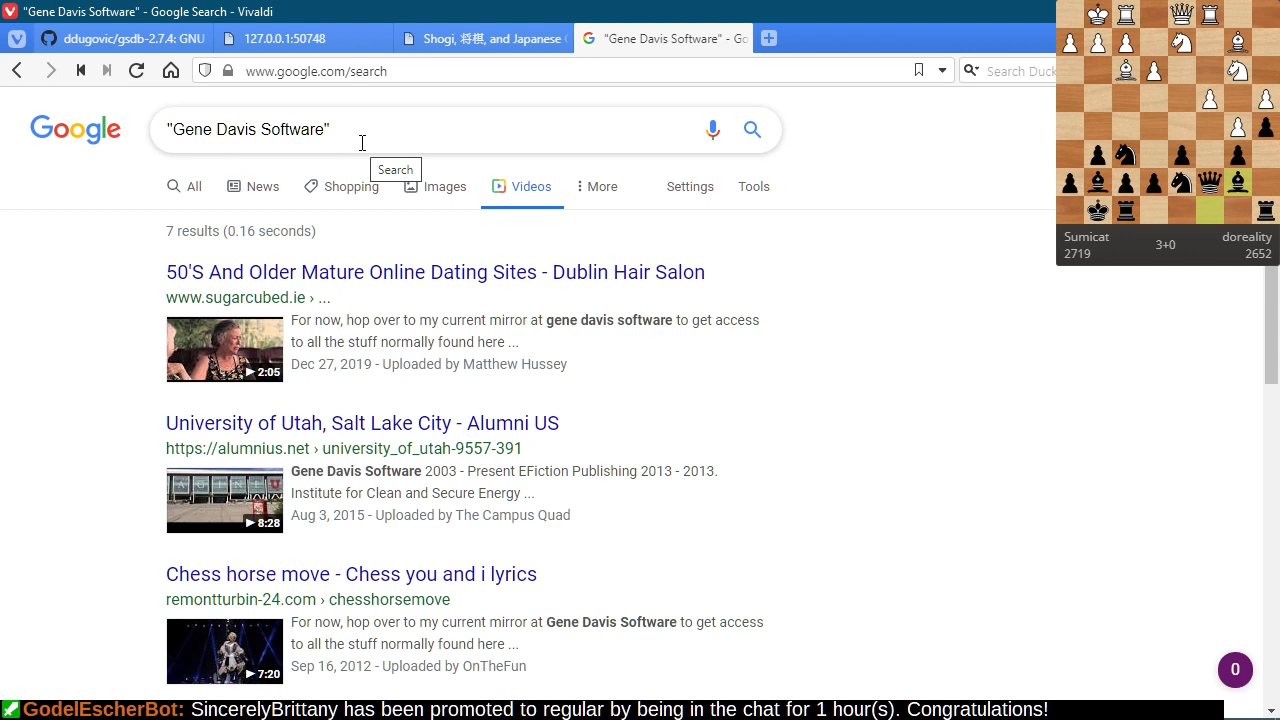 "Gene Davis Software" - Google Search - Vivaldi
ddugovic/gsdb-2.7.4: GNU
127.0.0.1:50748
Shogi, 将棋, and Japanese
"Gene Davis Software" - Go
www.google.com/search
Search Duck
Google
"Gene Davis Software"
Search
All
News
Shopping
Images
Videos
More
Settings
Tools
7 results (0.16 seconds)
50'S And Older Mature Online Dating Sites - Dublin Hair Salon
www.sugarcubed.ie › ...
For now, hop over to my current mirror at gene davis software to get access
to all the stuff normally found here ...
Dec 27, 2019 - Uploaded by Matthew Hussey
2:05
University of Utah, Salt Lake City - Alumni US
https://alumnius.net › university_of_utah-9557-391
Gene Davis Software 2003 - Present EFiction Publishing 2013 - 2013.
Institute for Clean and Secure Energy ...
Aug 3, 2015 - Uploaded by The Campus Quad
8:28
Chess horse move - Chess you and i lyrics
remontturbin-24.com › chesshorsemove
For now, hop over to my current mirror at Gene Davis Software to get access
to all the stuff normally found here ...
Sep 16, 2012 - Uploaded by OnTheFun
7:20
Sumicat
2719
3+0
doreality
2652
0
GodelEscherBot: SincerelyBrittany has been promoted to regular by being in the chat for 1 hour(s). Congratulations!